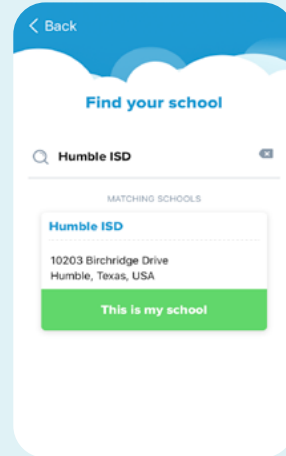 Back
Find your school
Humble ISD
MATCHING SCHOOLS
Humble ISD
10203 Birchridge Drive
Humble, Texas, USA
This is my school